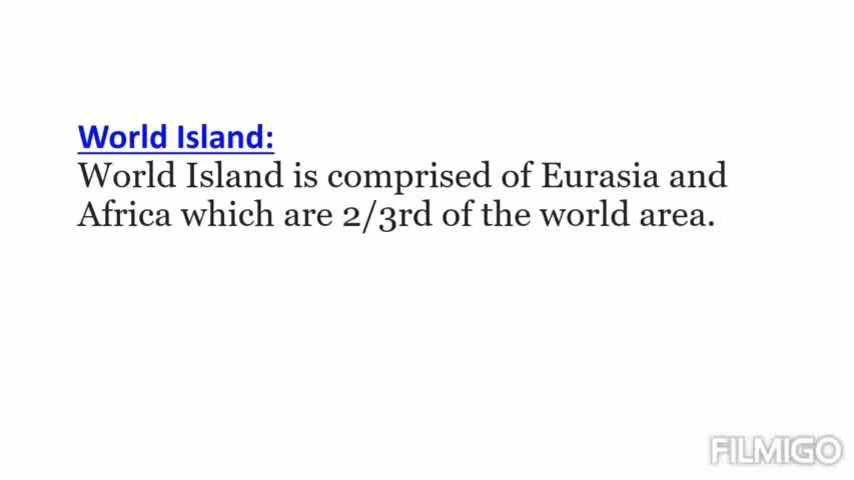 World Island:
World Island is comprised of Eurasia and
Africa which are 2/3rd of the world area.
FILMIGO